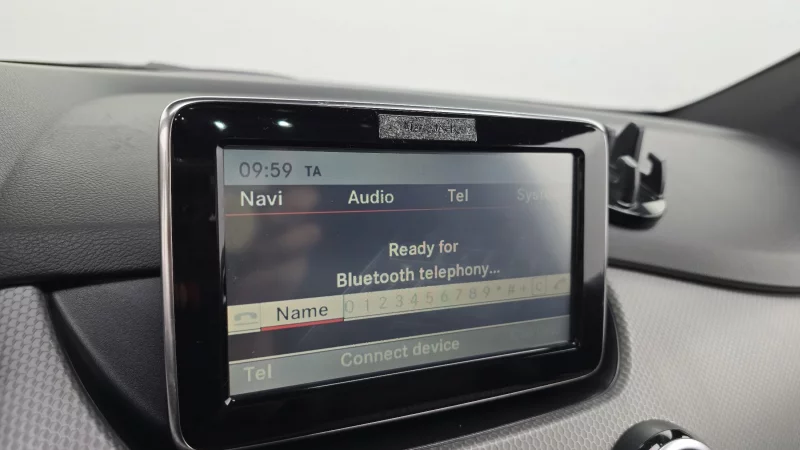 09:59 TA
Navi Audio Tel
Ready for
Bluetooth telephony...
Name 0 1 2 3 4 5 6 7 8 9 * # + C
Connect device
Tel